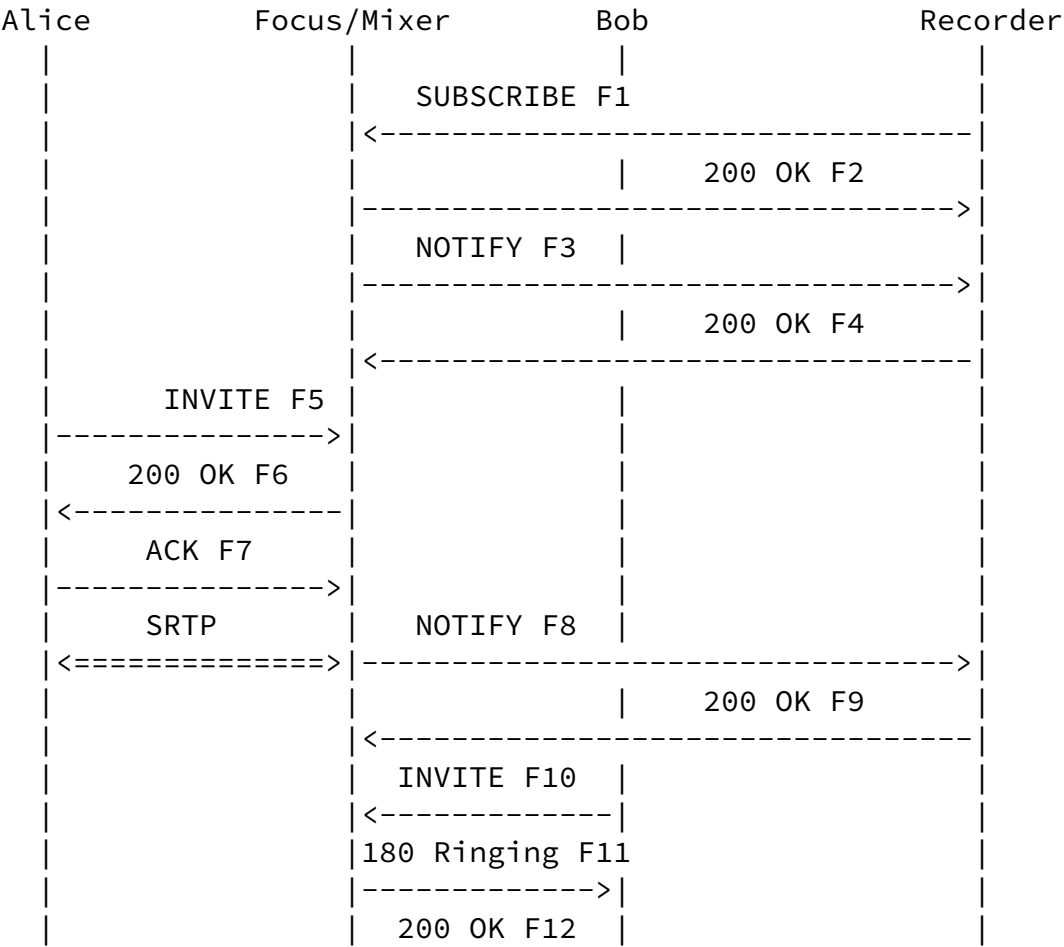 Alice         Focus/Mixer        Bob               Recorder
  |                |              |                   |
  |                |   SUBSCRIBE F1                   |
  |                |<---------------------------------|
  |                |              |    200 OK F2      |
  |                |--------------------------------->|
  |                |   NOTIFY F3  |                   |
  |                |--------------------------------->|
  |                |              |    200 OK F4      |
  |                |<---------------------------------|
  |      INVITE F5 |              |                   |
  |--------------->|              |                   |
  |    200 OK F6   |              |                   |
  |<---------------|              |                   |
  |     ACK F7     |              |                   |
  |--------------->|              |                   |
  |     SRTP       |   NOTIFY F8  |                   |
  |<==============>|--------------------------------->|
  |                |              |    200 OK F9      |
  |                |<---------------------------------|
  |                |  INVITE F10  |                   |
  |                |<-------------|                   |
  |                |180 Ringing F11                   |
  |                |------------->|                   |
  |                |  200 OK F12  |                   |